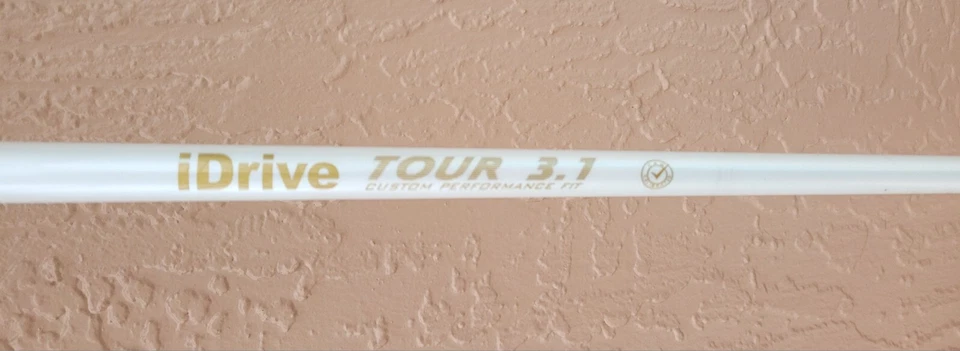 iDrive TOUR 3.1
CUSTOM PERFORMANCE FIT